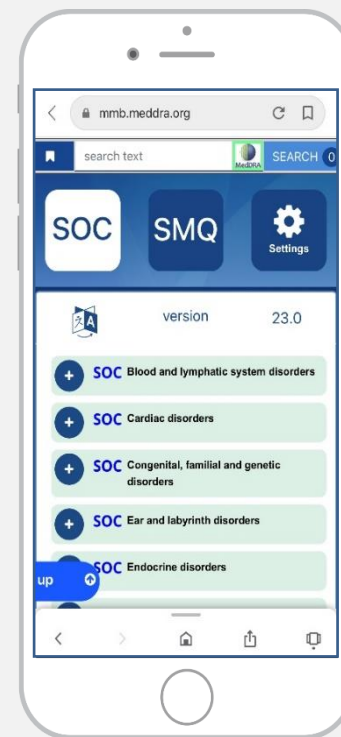 mmb.meddra.org
search text MedDRA SEARCH 0
SOC SMQ Settings
文A version 23.0
+ SOC Blood and lymphatic system disorders
+ SOC Cardiac disorders
+ SOC Congenital, familial and genetic
disorders
+ SOC Ear and labyrinth disorders
SOC Endocrine disorders
up